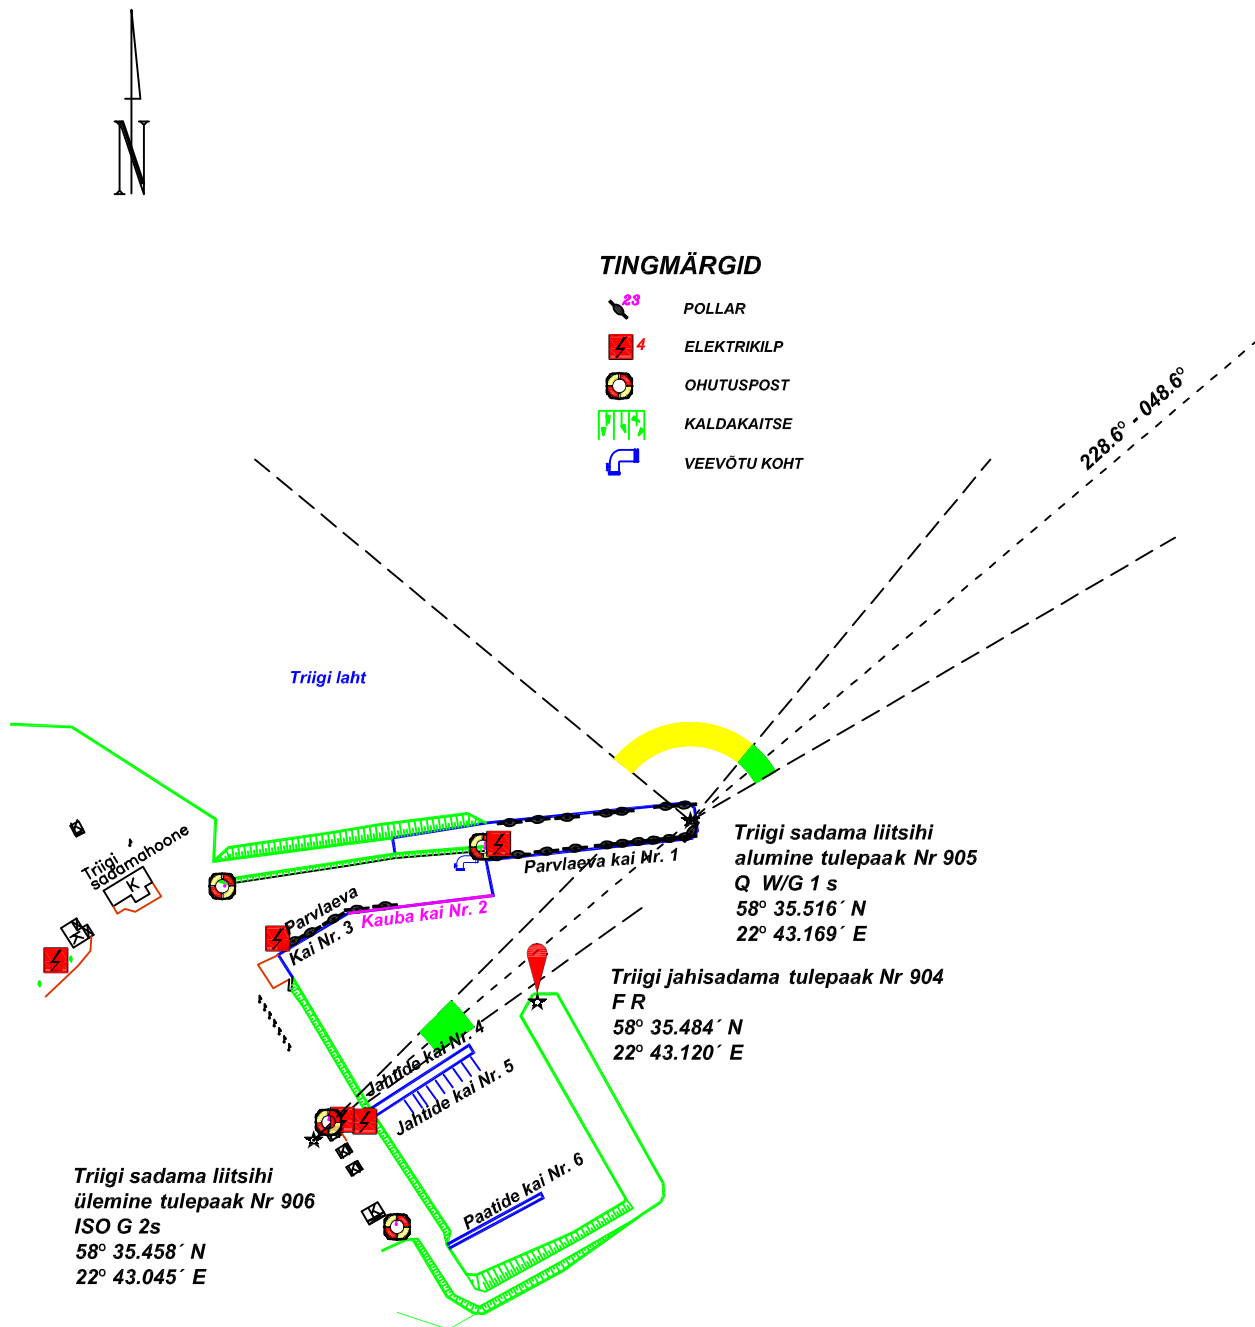 N
TINGMÄRGID
23
POLLAR
4
ELEKTRIKILP
OHUTUSPOST
KALDAKAITSE
VEEVÕTU KOHT
228.6° - 048.6°
Triigi laht
Triigi
sadamahoone
K
Parvlaeva kai Nr. 1
Parvlaeva
Kai Nr. 3
Kauba kai Nr. 2
Triigi sadama liitsihi
alumine tulepaak Nr 905
Q W/G 1 s
58° 35.516´ N
22° 43.169´ E
K
Triigi jahisadama tulepaak Nr 904
F R
58° 35.484´ N
22° 43.120´ E
Jahtide kai Nr. 4
Jahtide kai Nr. 5
Paatide kai Nr. 6
K
Triigi sadama liitsihi
ülemine tulepaak Nr 906
ISO G 2s
58° 35.458´ N
22° 43.045´ E